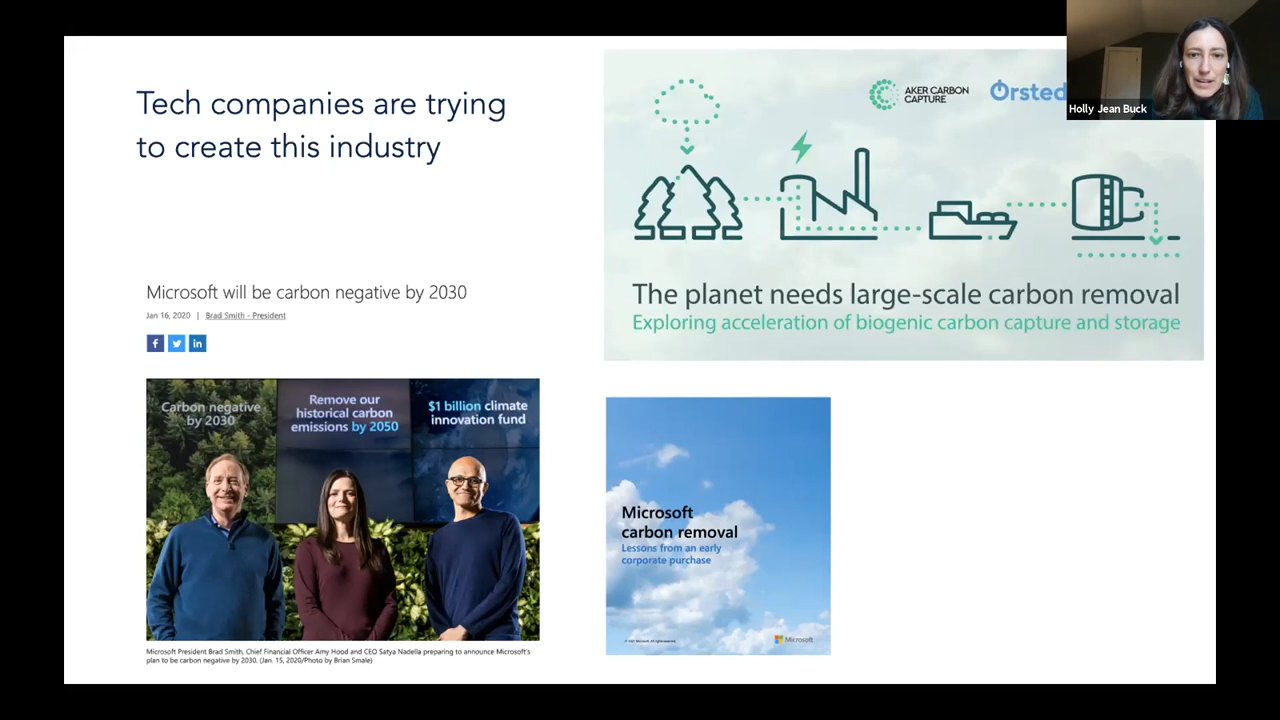 Tech companies are trying
to create this industry
Microsoft will be carbon negative by 2030
Jan 16, 2020 | Brad Smith - President
f
in
Carbon negative
by 2030
Remove our
historical carbon
emissions by 2050
$1 billion climate
innovation fund
Microsoft President Brad Smith, Chief Financial Officer Amy Hood and CEO Satya Nadella preparing to announce Microsoft's
plan to be carbon negative by 2030. (Jan. 15, 2020/Photo by Brian Smale)
AKER CARBON
CAPTURE
Ørsted
The planet needs large-scale carbon removal
Exploring acceleration of biogenic carbon capture and storage
Microsoft
carbon removal
Lessons from an early
corporate purchase
Microsoft
Holly Jean Buck